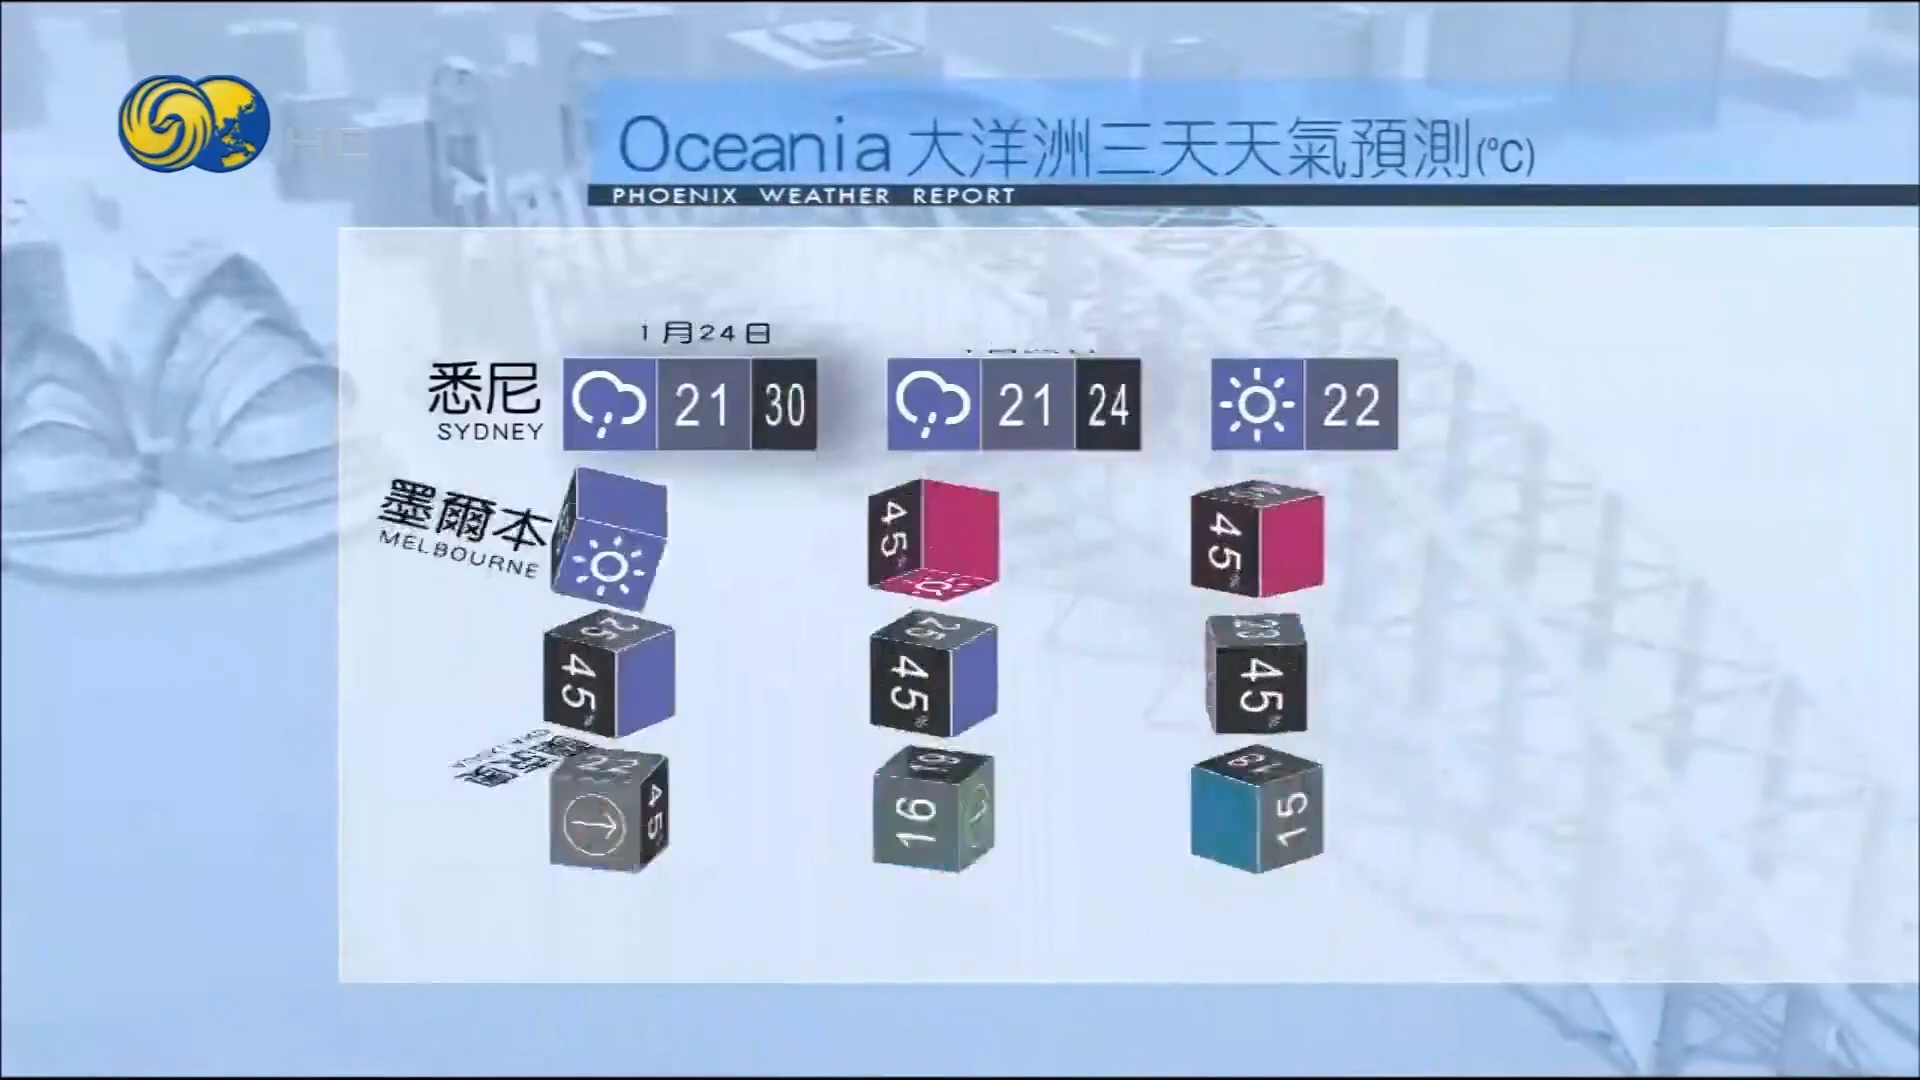 HC
Oceania 大洋洲三天天氣預測(℃)
PHOENIX WEATHER REPORT
1月24日
悉尼 21 30 21 24 22
SYDNEY
墨爾本 45% 45%
MELBOURNE
25 45% 25 45% 23 45%
45 16 19 15